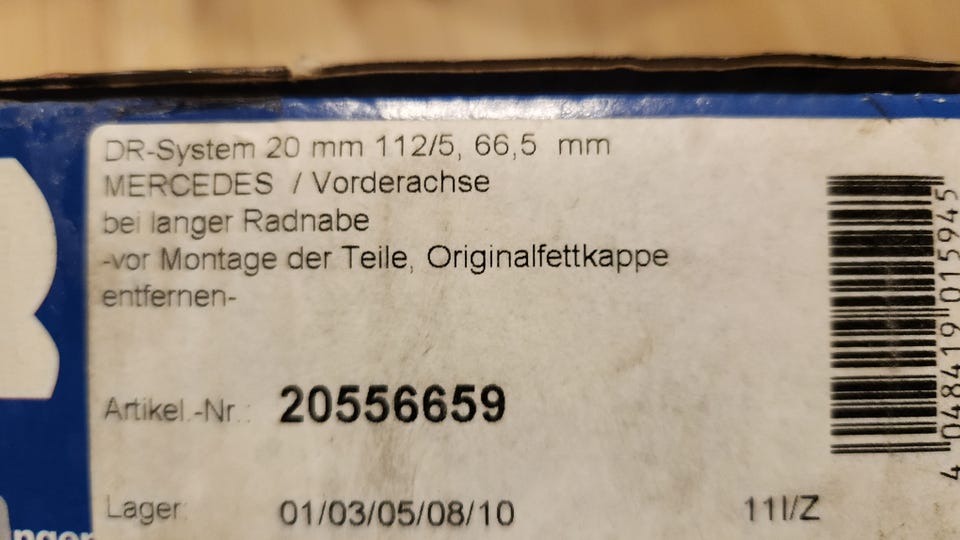 DR-System 20 mm 112/5, 66,5 mm
MERCEDES / Vorderachse
bei langer Radnabe
-vor Montage der Teile, Originalfettkappe
entfernen-
Artikel.-Nr.: 20556659
Lager: 01/03/05/08/10 11I/Z
4 048419 015945